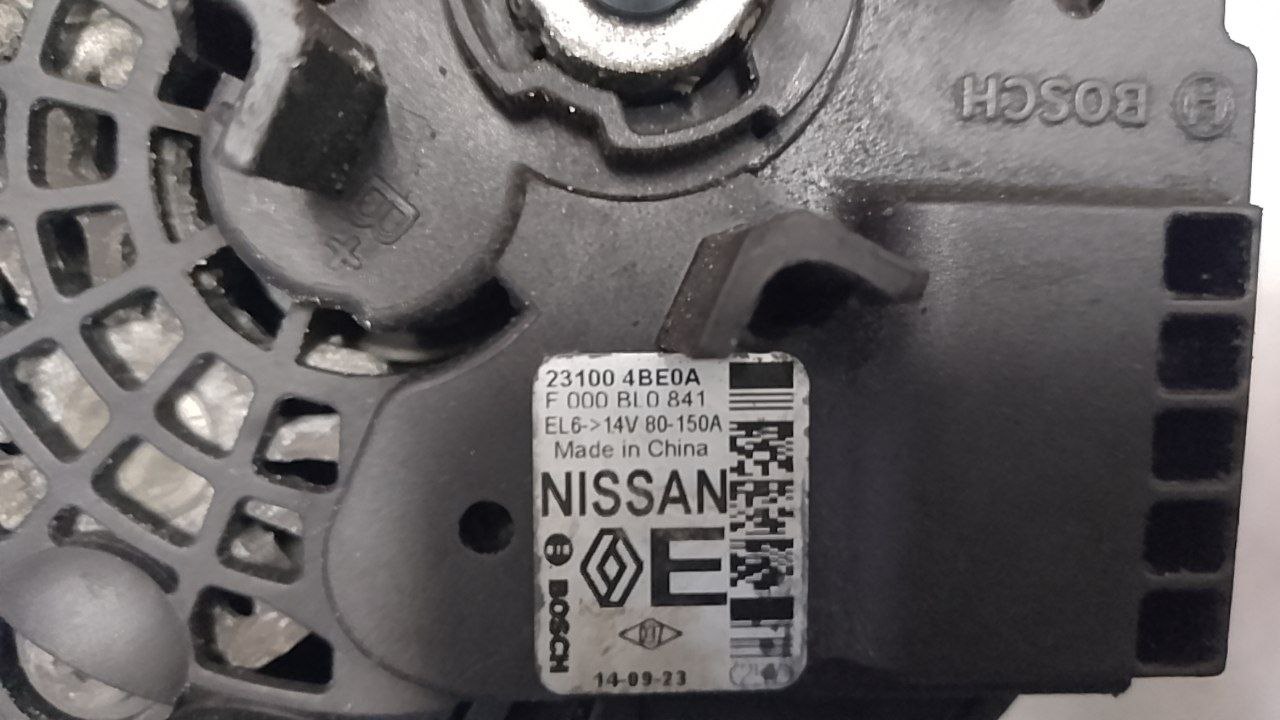 BOSCH
B+
23100 4BE0A
F 000 BL0 841
EL6->14V 80-150A
Made in China
NISSAN
E
BOSCH
14-09-23